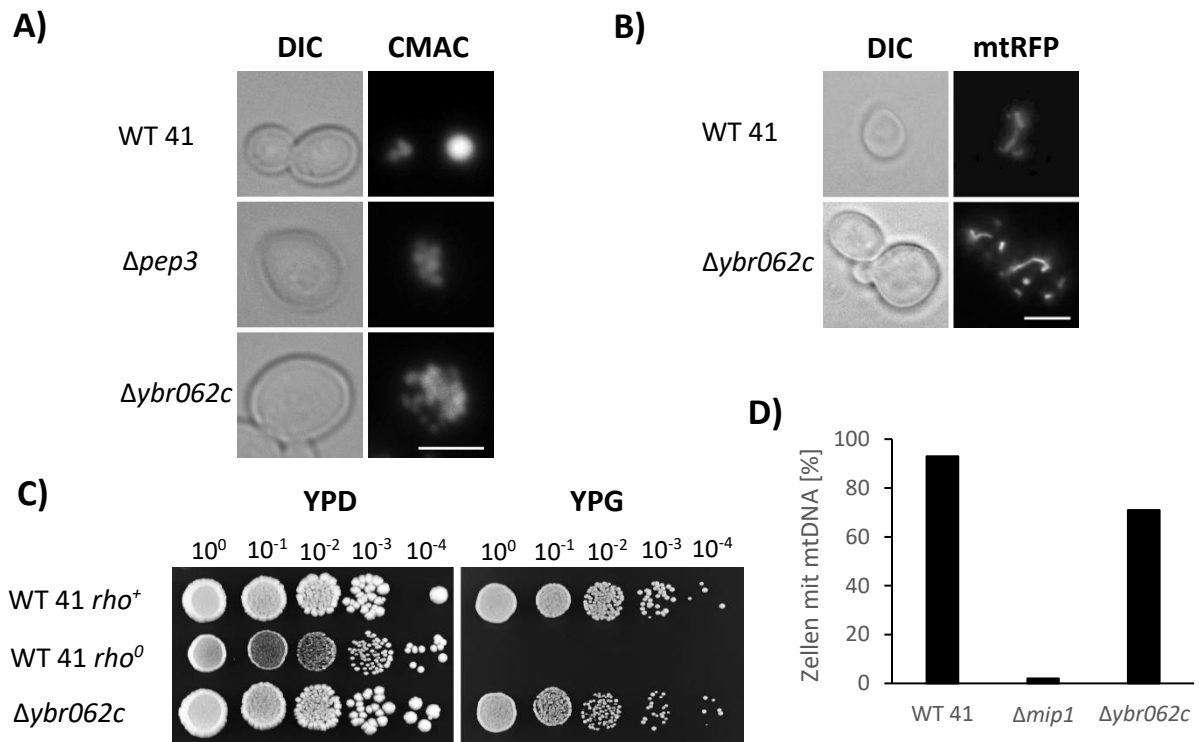 A)
DIC CMAC
WT 41
Δpep3
Δybr062c
B)
DIC mtRFP
WT 41
Δybr062c
C)
YPD YPG
10⁰ 10⁻¹ 10⁻² 10⁻³ 10⁻⁴ 10⁰ 10⁻¹ 10⁻² 10⁻³ 10⁻⁴
WT 41 rho⁺
WT 41 rho⁰
Δybr062c
D)
Zellen mit mtDNA [%]
100
80
60
40
20
0
WT 41 Δmip1 Δybr062c